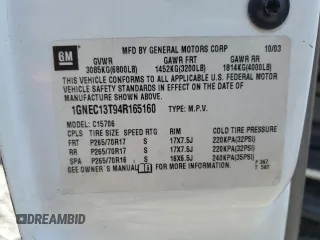 GM
MFD BY GENERAL MOTORS CORP 10/03
GVWR GAWR FRT GAWR RR
3085KG(6800LB) 1452KG(3200LB) 1814KG(4000LB)
THIS VEHICLE CONFORMS TO ALL APPLICABLE U.S. FEDERAL MOTOR
VEHICLE SAFETY STANDARDS IN EFFECT ON THE DATE OF
MANUFACTURE SHOWN ABOVE.
1GNEC13T94R165160 TYPE: M.P.V.
MODEL: C15706
CPLS TIRE SIZE SPEED RTG RIM COLD TIRE PRESSURE
FRT P265/70R17 S 17X7.5J 220KPA(32PSI)
RR P265/70R17 S 17X7.5J 220KPA(32PSI)
SPA P265/70R16 S 16X6.5J 240KPA(35PSI)
SEE OWNER'S MANUAL FOR MORE INFORMATION.
DREAMBID